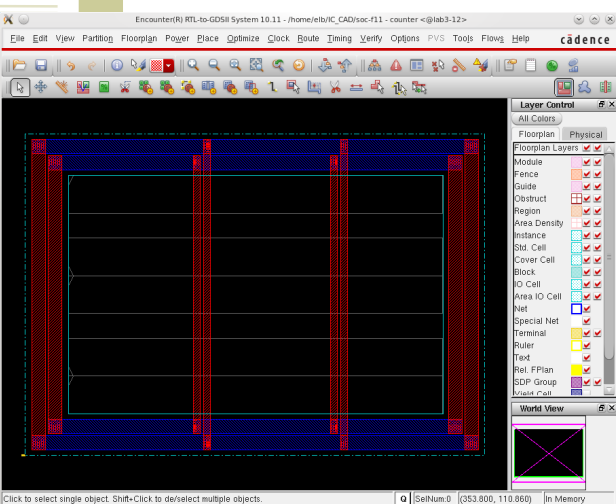 Encounter(R) RTL-to-GDSII System 10.11 - /home/elb/IC_CAD/soc-f11 - counter <@lab3-12>
File Edit View Partition Floorplan Power Place Optimize Clock Route Timing Verify Options PVS Tools Flows Help
cādence
Layer Control
All Colors
Floorplan Physical
Floorplan Layers
Module
Fence
Guide
Obstruct
Region
Area Density
Instance
Std. Cell
Cover Cell
Block
IO Cell
Area IO Cell
Net
Special Net
Terminal
Ruler
Text
Rel. FPlan
SDP Group
Yield Cell
World View
Click to select single object. Shift+Click to de/select multiple objects.
Q SelNum:0 (353.800, 110.860) In Memory